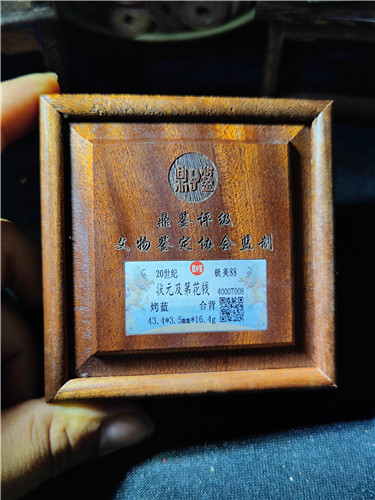 鼎鉴
鼎鉴评级
文物鉴定协会监制
20世纪 极美88
状元及第花钱 40007008
烤蓝 合背
43.4*3.5mm*16.4g